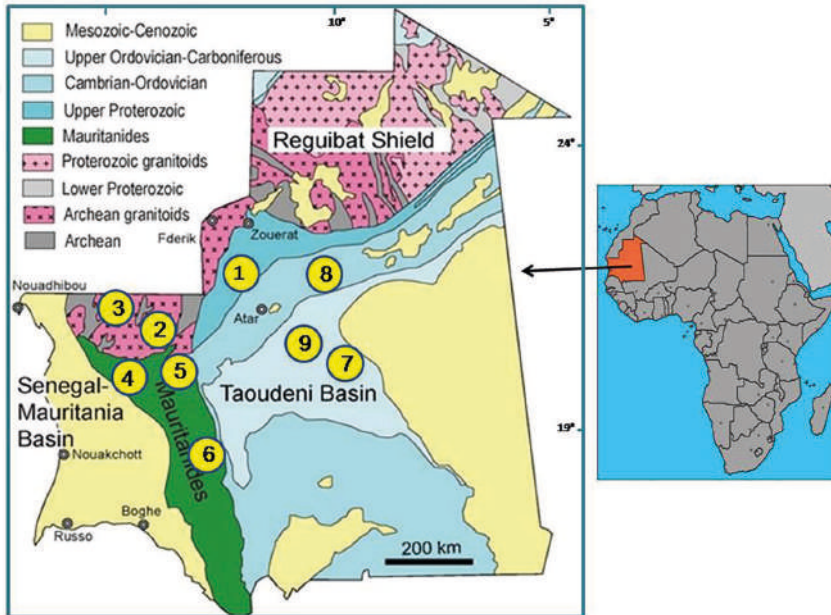 10°
5°
Mesozoic-Cenozoic
Upper Ordovician-Carboniferous
Cambrian-Ordovician
Upper Proterozoic
Mauritanides
Proterozoic granitoids
Lower Proterozoic
Archean granitoids
Archean
Reguibat Shield
24°
Fderik
Zouerat
1
8
Nouadhibou
3
2
Atar
9
7
4
5
Senegal-
Mauritania
Basin
Mauritanides
Taoudeni Basin
19°
6
Nouakchott
Boghe
Russo
200 km